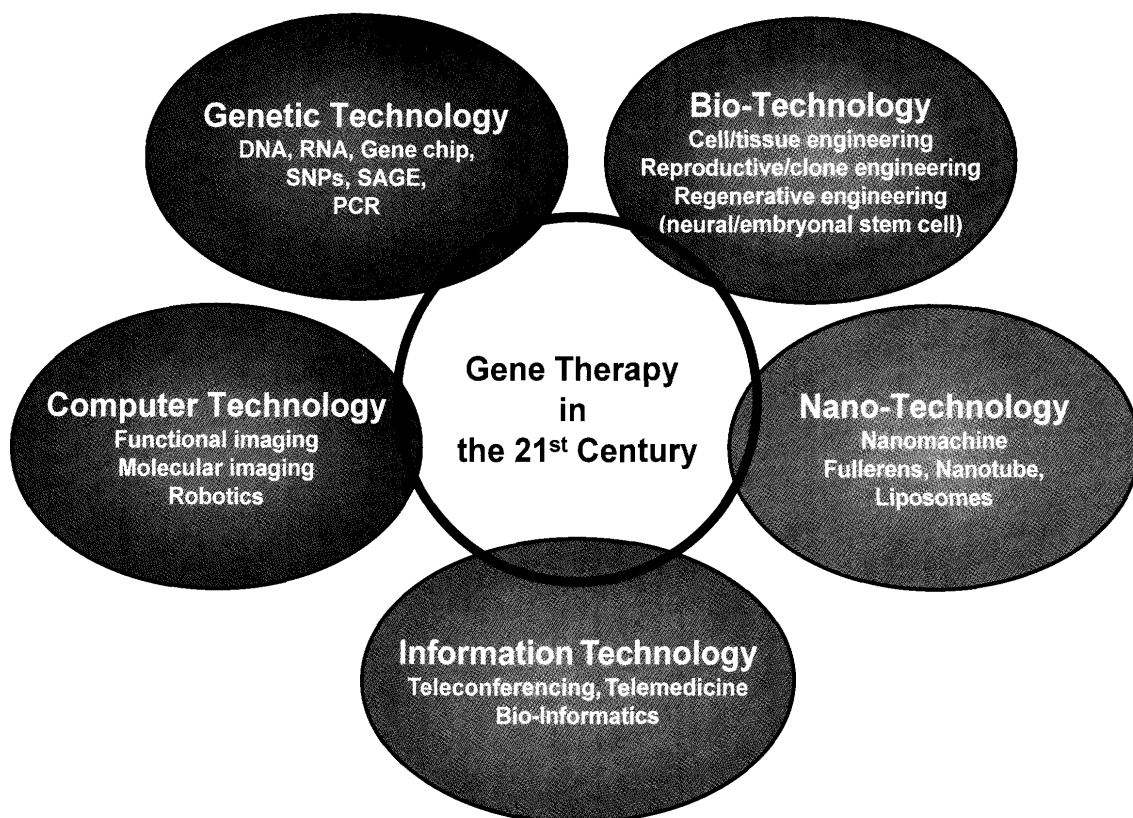 Genetic Technology
DNA, RNA, Gene chip,
SNPs, SAGE,
PCR
Bio-Technology
Cell/tissue engineering
Reproductive/clone engineering
Regenerative engineering
(neural/embryonal stem cell)
Gene Therapy
in
the 21st Century
Computer Technology
Functional imaging
Molecular imaging
Robotics
Nano-Technology
Nanomachine
Fullerens, Nanotube,
Liposomes
Information Technology
Teleconferencing, Telemedicine
Bio-Informatics